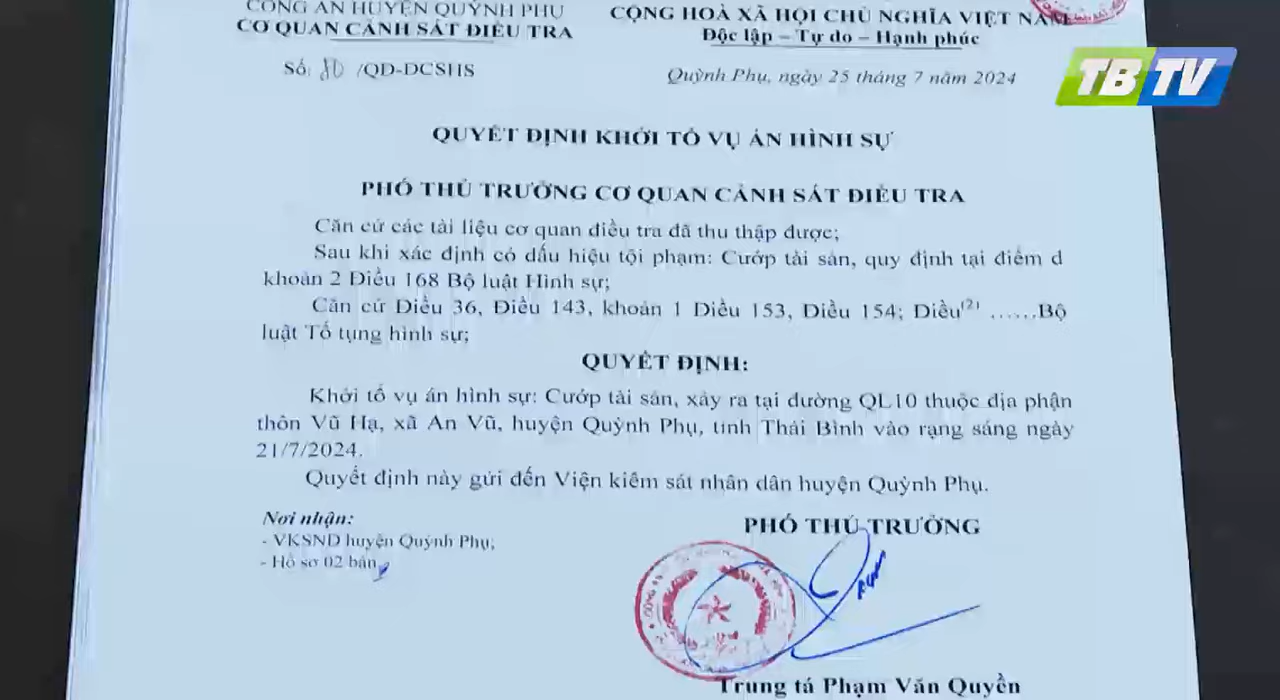 CÔNG AN HUYỆN QUỲNH PHỤ
CƠ QUAN CẢNH SÁT ĐIỀU TRA
CỘNG HOÀ XÃ HỘI CHỦ NGHĨA VIỆT NAM
Độc lập – Tự do – Hạnh phúc
Số: 80 /QĐ-ĐCSHS
Quỳnh Phụ, ngày 25 tháng 7 năm 2024
TBTV
QUYẾT ĐỊNH KHỞI TỐ VỤ ÁN HÌNH SỰ
PHÓ THỦ TRƯỞNG CƠ QUAN CẢNH SÁT ĐIỀU TRA
Căn cứ các tài liệu cơ quan điều tra đã thu thập được;
Sau khi xác định có dấu hiệu tội phạm: Cướp tài sản, quy định tại điểm d
khoản 2 Điều 168 Bộ luật Hình sự;
Căn cứ Điều 36, Điều 143, khoản 1 Điều 153, Điều 154; Điều(2) ......Bộ
luật Tố tụng hình sự;
QUYẾT ĐỊNH:
Khởi tố vụ án hình sự: Cướp tài sản, xảy ra tại đường QL10 thuộc địa phận
thôn Vũ Hạ, xã An Vũ, huyện Quỳnh Phụ, tỉnh Thái Bình vào rạng sáng ngày
21/7/2024.
Quyết định này gửi đến Viện kiểm sát nhân dân huyện Quỳnh Phụ.
Nơi nhận:
- VKSND huyện Quỳnh Phụ;
- Hồ sơ 02 bản
PHÓ THỦ TRƯỞNG
Trung tá Phạm Văn Quyền